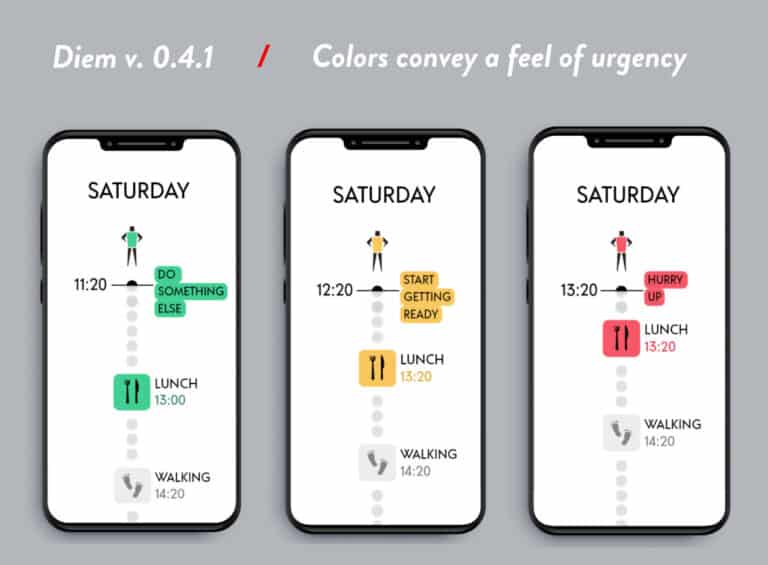 Diem v. 0.4.1 / Colors convey a feel of urgency
SATURDAY
11:20
DO
SOMETHING
ELSE
LUNCH
13:00
WALKING
14:20
SATURDAY
12:20
START
GETTING
READY
LUNCH
13:20
WALKING
14:20
SATURDAY
13:20
HURRY
UP
LUNCH
13:20
WALKING
14:20